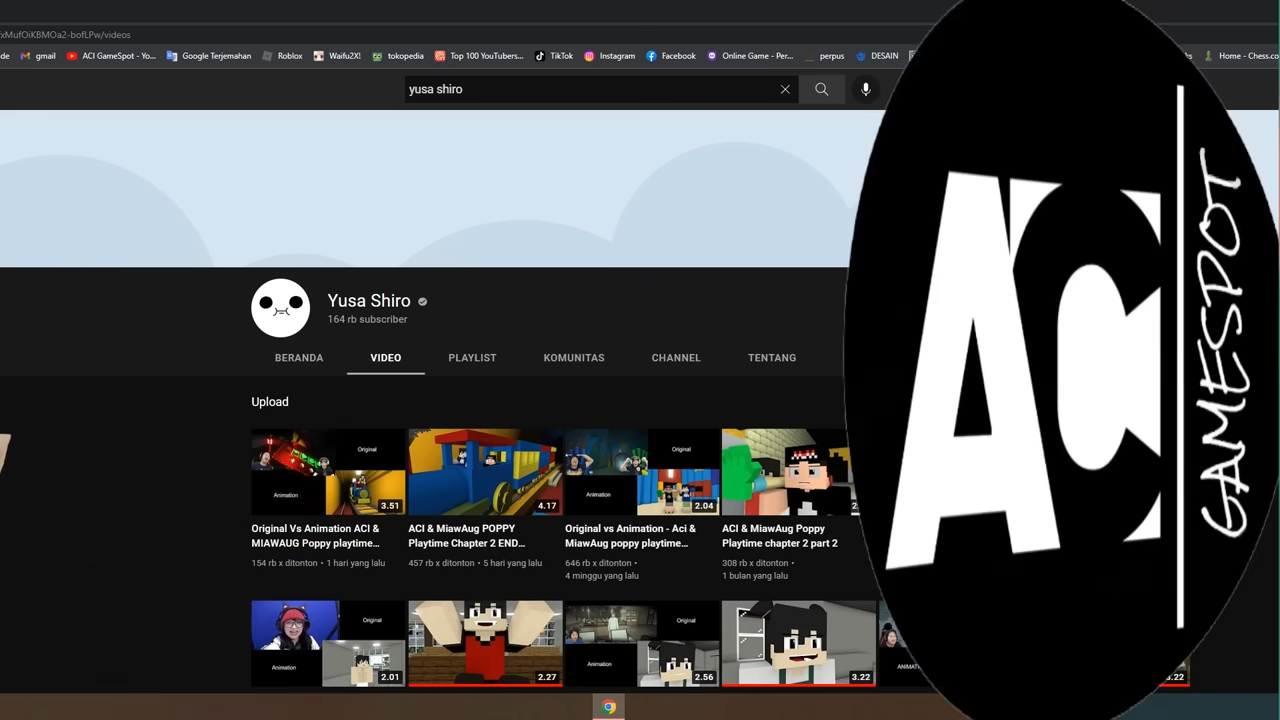 xMufOiKBMOa2-bofLPw/videos
de gmail ACI GameSpot - Yo... Google Terjemahan Roblox Waifu2X! tokopedia Top 100 YouTubers... TikTok Instagram Facebook Online Game - Per... perpus DESAIN Home - Chess.co
yusa shiro
Yusa Shiro
164 rb subscriber
BERANDA VIDEO PLAYLIST KOMUNITAS CHANNEL TENTANG
Upload
Original
Animation
3.51
4.17
Original
Animation
2.04
Original Vs Animation ACI &
MIAWAUG Poppy playtime...
154 rb x ditonton • 1 hari yang lalu
ACI & MiawAug POPPY
Playtime Chapter 2 END...
457 rb x ditonton • 5 hari yang lalu
Original vs Animation - Aci &
MiawAug poppy playtime...
646 rb x ditonton •
4 minggu yang lalu
ACI & MiawAug Poppy
Playtime chapter 2 part 2
308 rb x ditonton •
1 bulan yang lalu
Original
Animation
2.01
2.27
Original
Animation
2.56
3.22
ANIMATI
3.22
AC
GAMESPOT